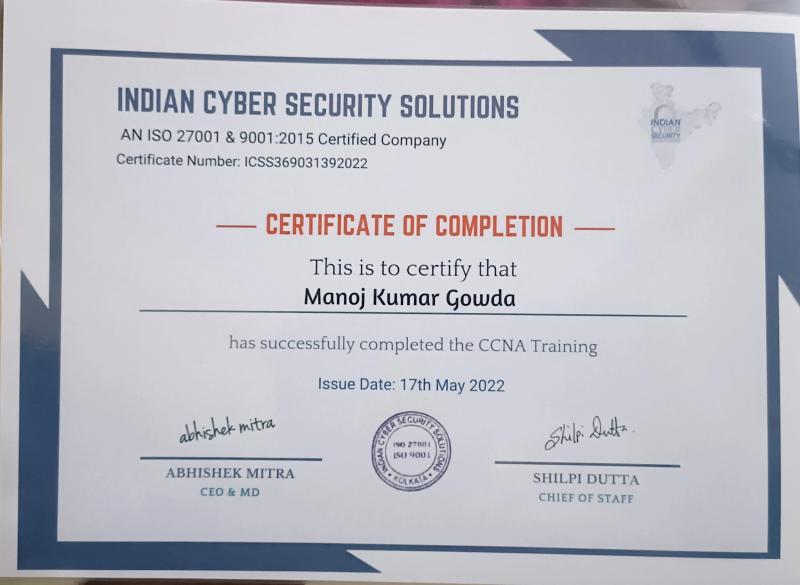 INDIAN CYBER SECURITY SOLUTIONS
AN ISO 27001 & 9001:2015 Certified Company
Certificate Number: ICSS369031392022
INDIAN
CYBER
SECURITY
CERTIFICATE OF COMPLETION
This is to certify that
Manoj Kumar Gowda
has successfully completed the CCNA Training
Issue Date: 17th May 2022
abhishek mitra
ABHISHEK MITRA
CEO & MD
INDIAN CYBER SECURITY SOLUTIONS
ISO 27001
ISO 9001
KOLKATA
Shilpi Dutta.
SHILPI DUTTA
CHIEF OF STAFF